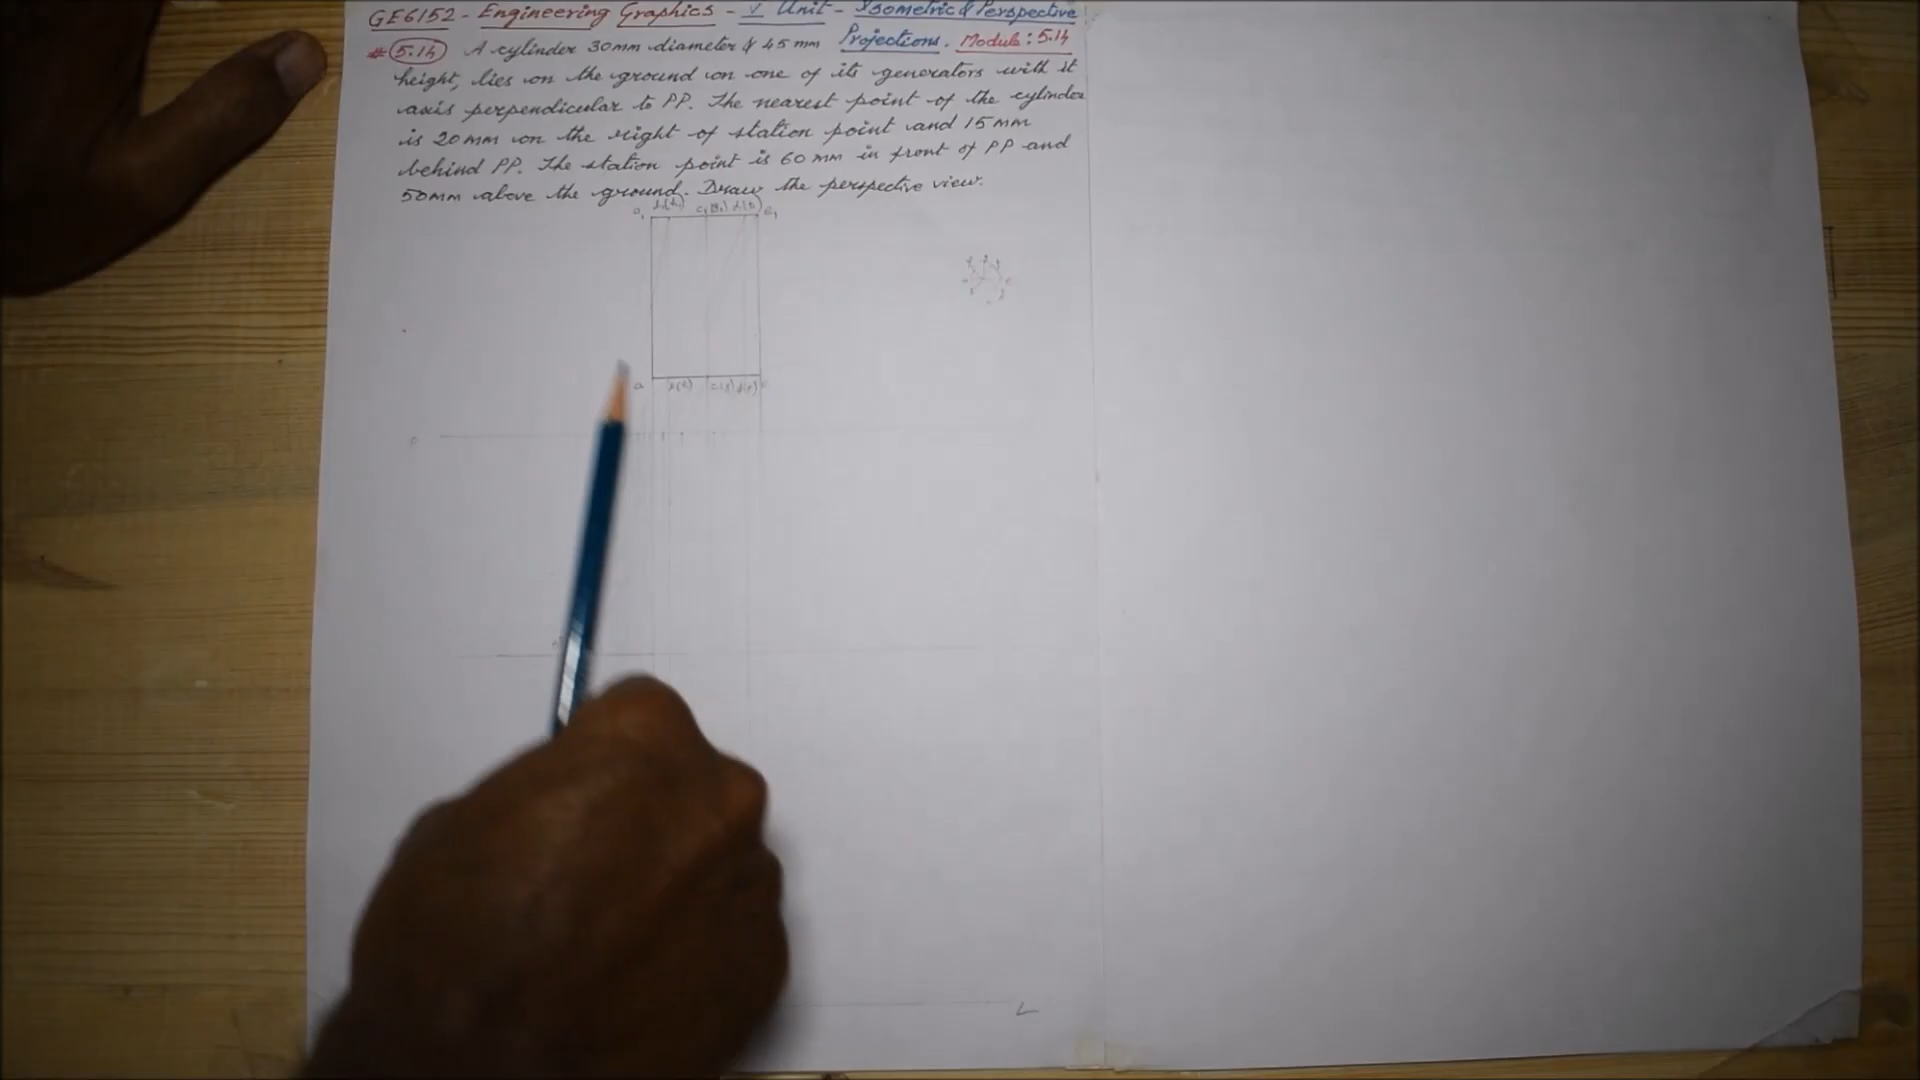 GE6152 - Engineering Graphics - V Unit - Isometric & Perspective
# 5.14 A cylinder 30mm diameter & 45 mm Projections. Module: 5.14
height, lies on the ground on one of its generators with it
axis perpendicular to PP. The nearest point of the cylinder
is 20mm on the right of station point and 15mm
behind PP. The station point is 60mm in front of PP and
50mm above the ground. Draw the perspective view.
a
L